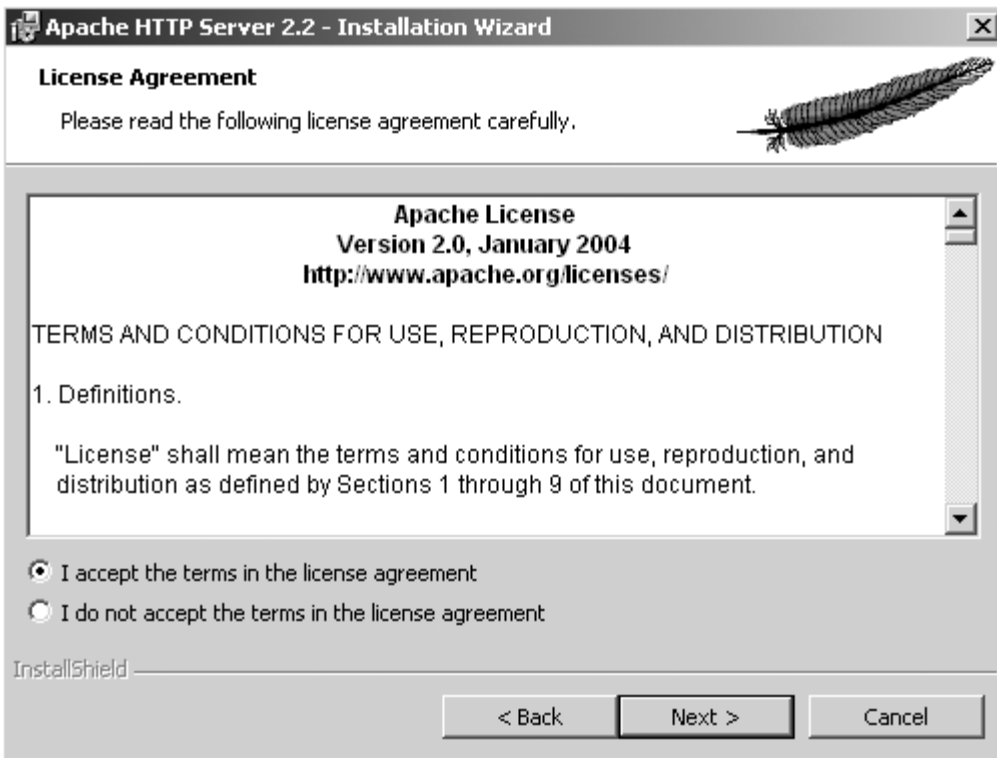 Apache HTTP Server 2.2 - Installation Wizard
License Agreement
Please read the following license agreement carefully.
Apache License
Version 2.0, January 2004
http://www.apache.org/licenses/
TERMS AND CONDITIONS FOR USE, REPRODUCTION, AND DISTRIBUTION
1. Definitions.
"License" shall mean the terms and conditions for use, reproduction, and
distribution as defined by Sections 1 through 9 of this document.
I accept the terms in the license agreement
I do not accept the terms in the license agreement
InstallShield
< Back Next > Cancel